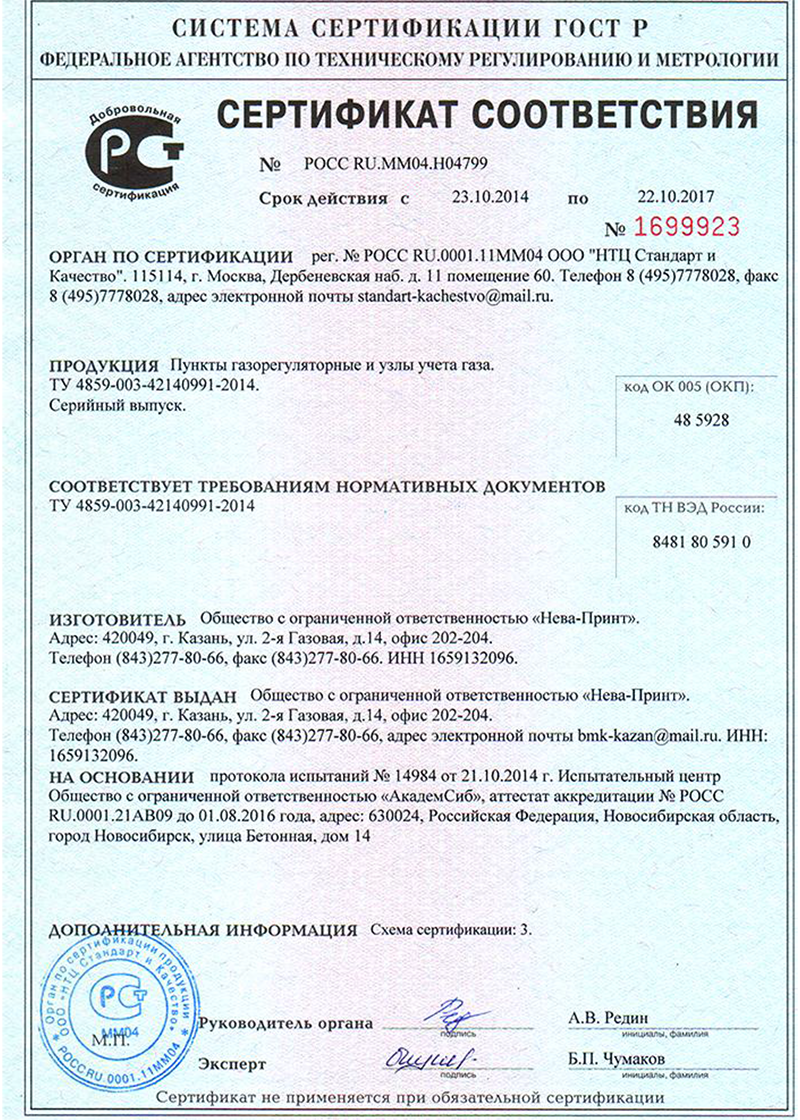 СИСТЕМА СЕРТИФИКАЦИИ ГОСТ Р
ФЕДЕРАЛЬНОЕ АГЕНТСТВО ПО ТЕХНИЧЕСКОМУ РЕГУЛИРОВАНИЮ И МЕТРОЛОГИИ
Добровольная
РСТ
сертификация
СЕРТИФИКАТ СООТВЕТСТВИЯ
№ РОСС RU.ММ04.Н04799
Срок действия с 23.10.2014 по 22.10.2017
№ 1699923
ОРГАН ПО СЕРТИФИКАЦИИ рег. № РОСС RU.0001.11ММ04 ООО "НТЦ Стандарт и
Качество". 115114, г. Москва, Дербеневская наб. д. 11 помещение 60. Телефон 8 (495)7778028, факс
8 (495)7778028, адрес электронной почты standart-kachestvo@mail.ru.
ПРОДУКЦИЯ Пункты газорегуляторные и узлы учета газа.
ТУ 4859-003-42140991-2014.
Серийный выпуск.
код ОК 005 (ОКП):
48 5928
СООТВЕТСТВУЕТ ТРЕБОВАНИЯМ НОРМАТИВНЫХ ДОКУМЕНТОВ
ТУ 4859-003-42140991-2014
код ТН ВЭД России:
8481 80 591 0
ИЗГОТОВИТЕЛЬ Общество с ограниченной ответственностью «Нева-Принт».
Адрес: 420049, г. Казань, ул. 2-я Газовая, д.14, офис 202-204.
Телефон (843)277-80-66, факс (843)277-80-66. ИНН 1659132096.
СЕРТИФИКАТ ВЫДАН Общество с ограниченной ответственностью «Нева-Принт».
Адрес: 420049, г. Казань, ул. 2-я Газовая, д.14, офис 202-204.
Телефон (843)277-80-66, факс (843)277-80-66, адрес электронной почты bmk-kazan@mail.ru. ИНН:
1659132096.
НА ОСНОВАНИИ протокола испытаний № 14984 от 21.10.2014 г. Испытательный центр
Общество с ограниченной ответственностью «АкадемСиб», аттестат аккредитации № РОСС
RU.0001.21АВ09 до 01.08.2016 года, адрес: 630024, Российская Федерация, Новосибирская область,
город Новосибирск, улица Бетонная, дом 14
ДОПОЛНИТЕЛЬНАЯ ИНФОРМАЦИЯ Схема сертификации: 3.
Орган по сертификации продукции
ООО "НТЦ Стандарт и Качество"
РСТ
ММ04
М.П.
РОСС RU.0001.11ММ04
Руководитель органа
подпись
А.В. Редин
инициалы, фамилия
Эксперт
подпись
Б.П. Чумаков
инициалы, фамилия
Сертификат не применяется при обязательной сертификации